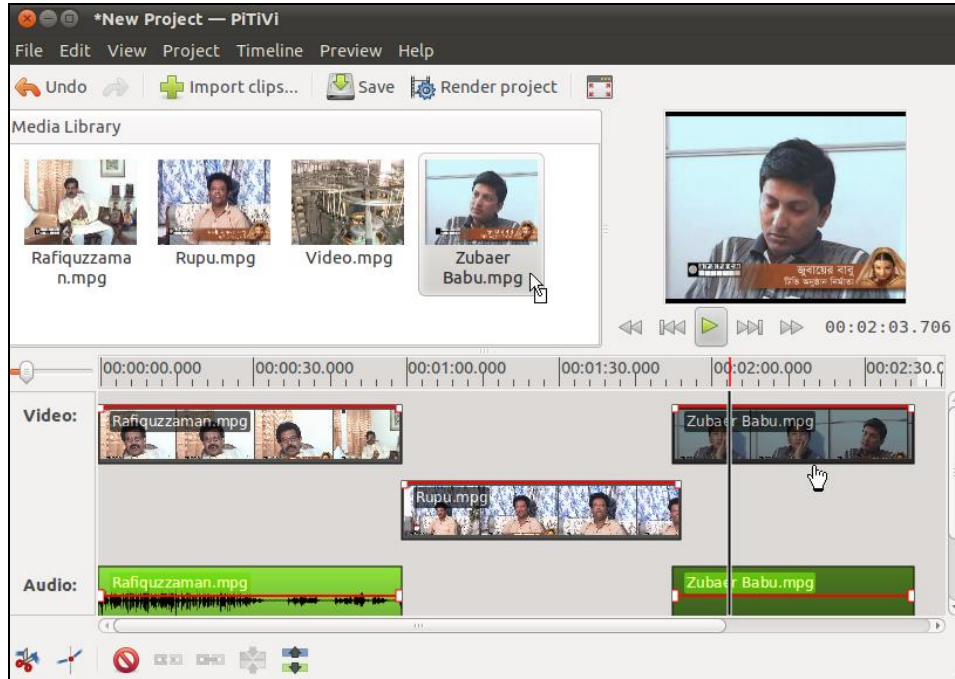 *New Project — PiTiVi
File Edit View Project Timeline Preview Help
Undo Import clips... Save Render project
Media Library
Rafiquzzama
n.mpg
Rupu.mpg
Video.mpg
Zubaer
Babu.mpg
জুবায়ের বাবু
টিভি অনুষ্ঠান নির্মাতা
00:02:03.706
00:00:00.000 00:00:30.000 00:01:00.000 00:01:30.000 00:02:00.000 00:02:30.0
Video:
Rafiquzzaman.mpg
Zubaer Babu.mpg
Rupu.mpg
Audio:
Rafiquzzaman.mpg
Zubaer Babu.mpg